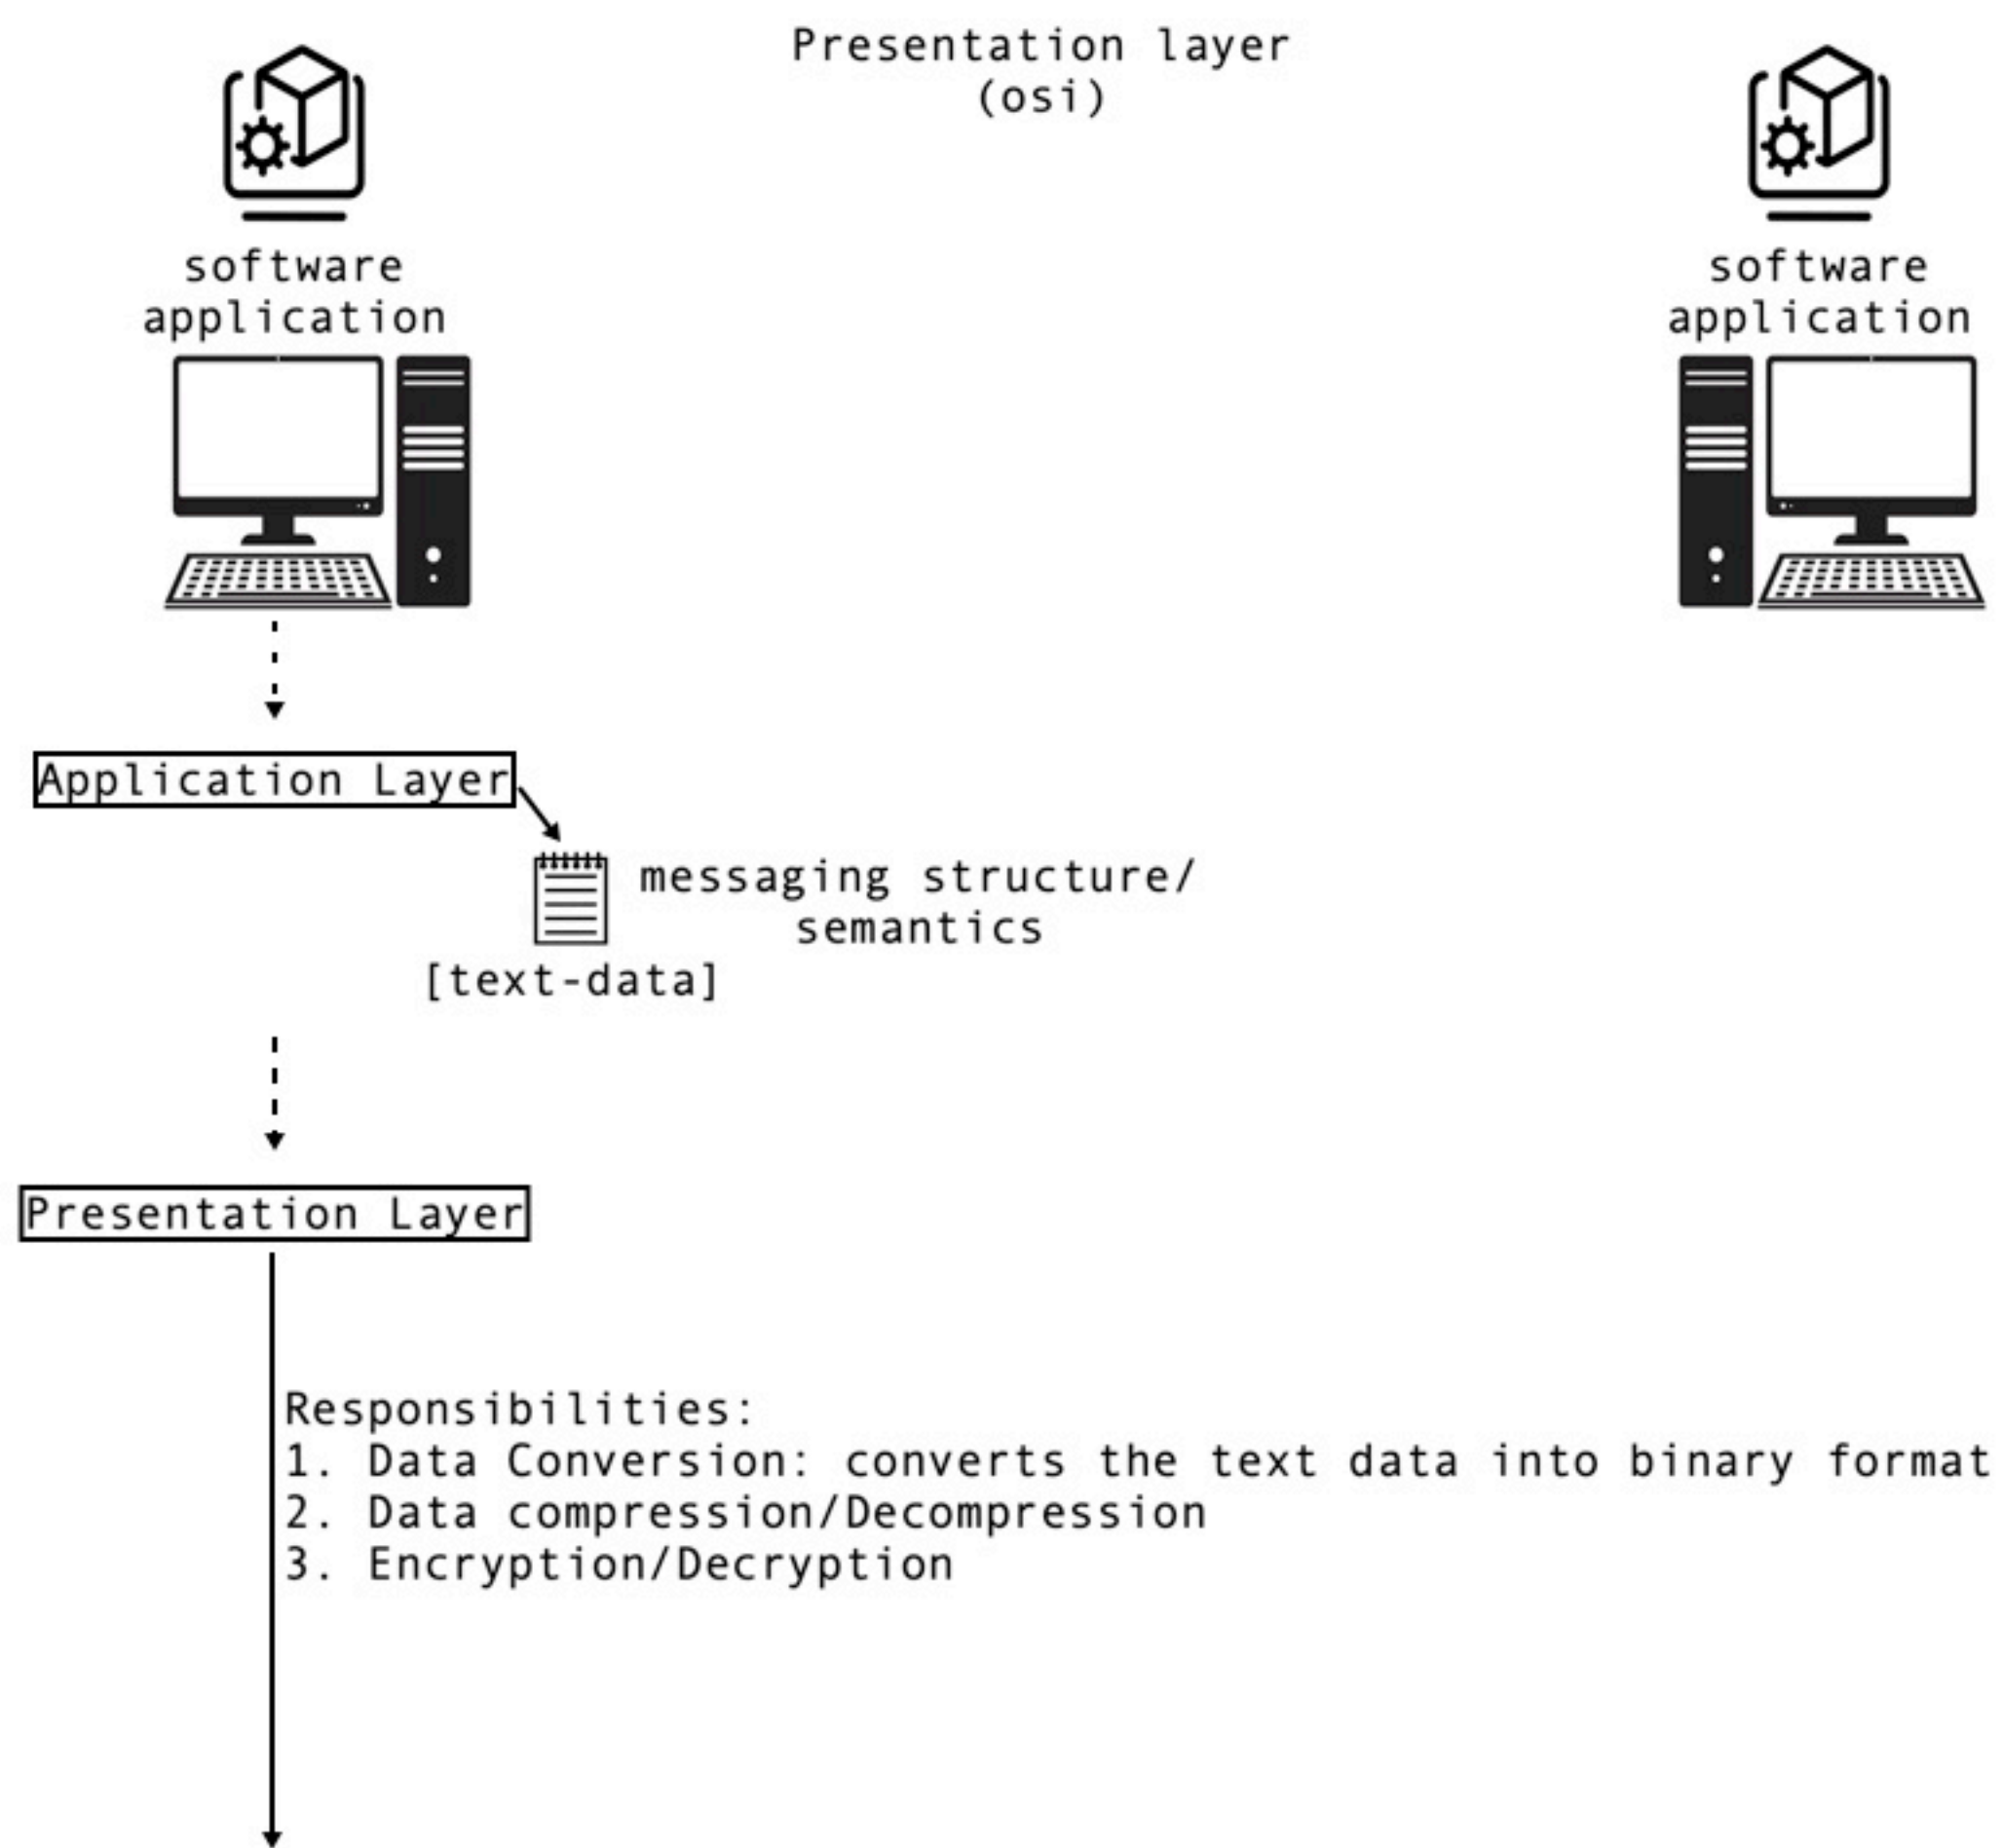 Presentation layer
(osi)
software
application
software
application
Application Layer
messaging structure/
semantics
[text-data]
Presentation Layer
Responsibilities:
1. Data Conversion: converts the text data into binary format
2. Data compression/Decompression
3. Encryption/Decryption